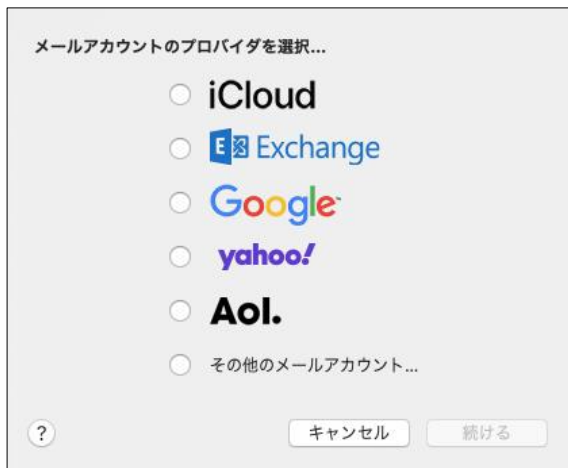 メールアカウントのプロバイダを選択...
iCloud
E Exchange
Google™
yahoo!
Aol.
その他のメールアカウント...
? キャンセル 続ける